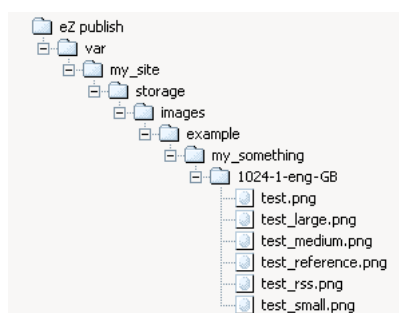 eZ publish
var
my_site
storage
images
example
my_something
1024-1-eng-GB
test.png
test_large.png
test_medium.png
test_reference.png
test_rss.png
test_small.png